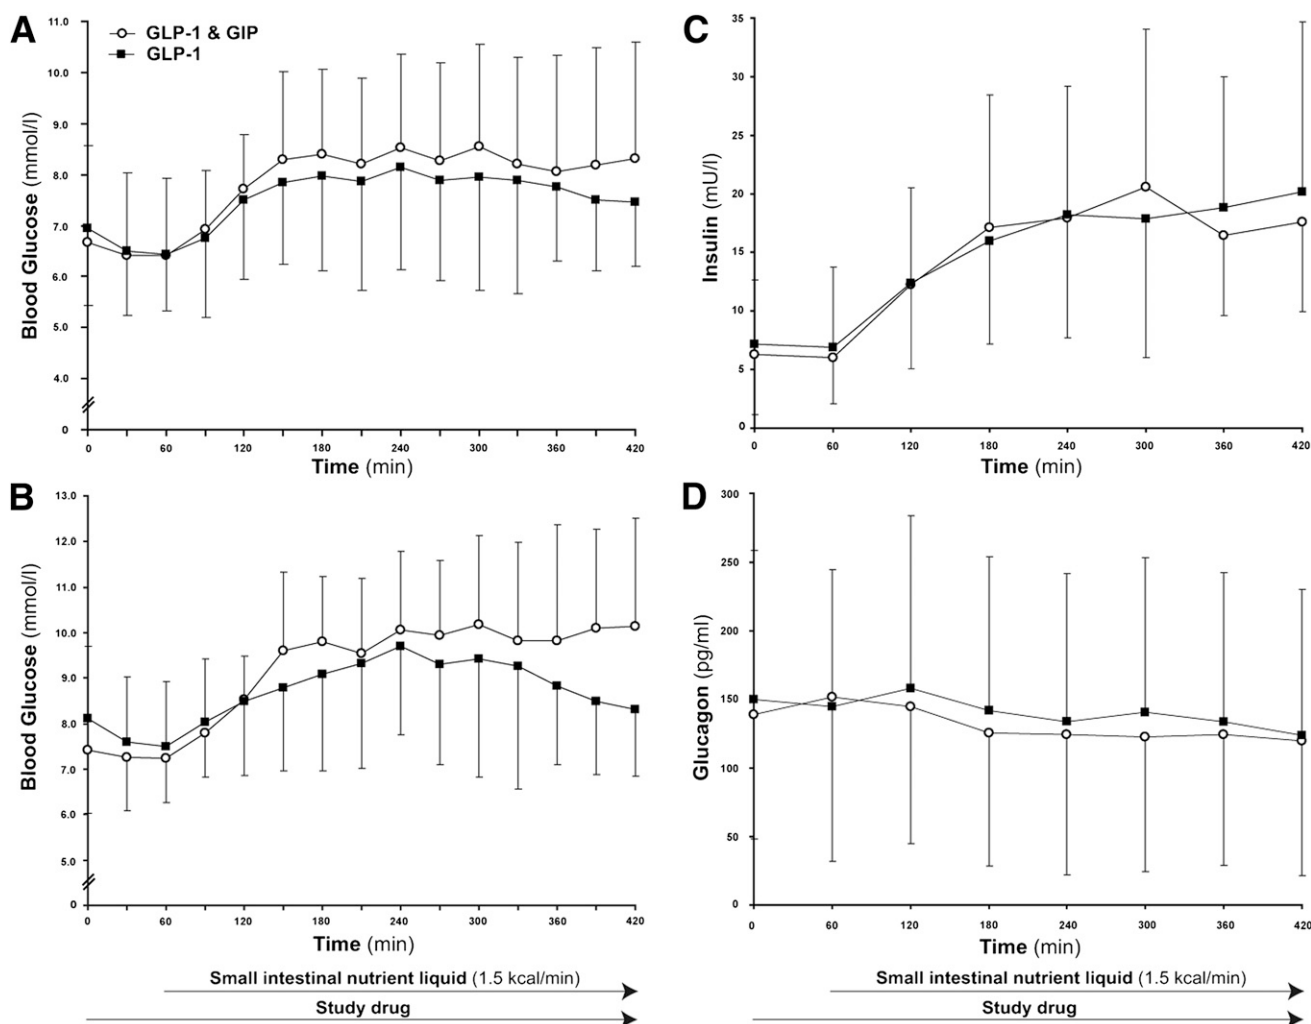 A
GLP-1 & GIP
GLP-1
Blood Glucose (mmol/l)
11.0
10.0
9.0
8.0
7.0
6.0
5.0
4.0
0
0 60 120 180 240 300 360 420
Time (min)
C
Insulin (mU/l)
35
30
25
20
15
10
5
0
0 60 120 180 240 300 360 420
Time (min)
B
Blood Glucose (mmol/l)
13.0
12.0
11.0
10.0
9.0
8.0
7.0
6.0
5.0
0
0 60 120 180 240 300 360 420
Time (min)
Small intestinal nutrient liquid (1.5 kcal/min)
Study drug
D
Glucagon (pg/ml)
300
250
200
150
100
50
0
0 60 120 180 240 300 360 420
Time (min)
Small intestinal nutrient liquid (1.5 kcal/min)
Study drug